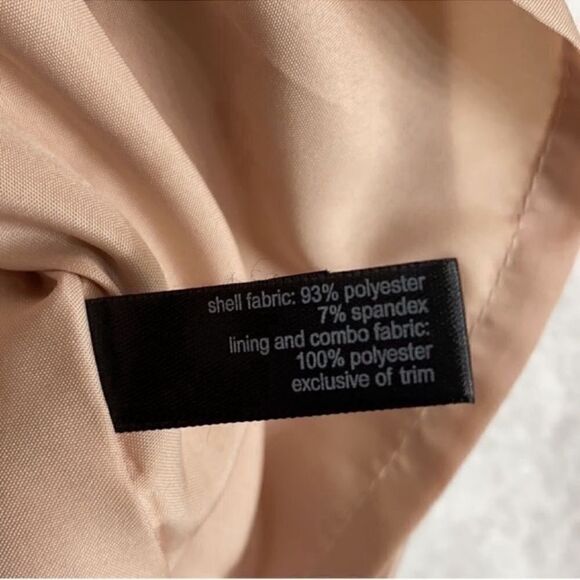 shell fabric: 93% polyester
7% spandex
lining and combo fabric:
100% polyester
exclusive of trim